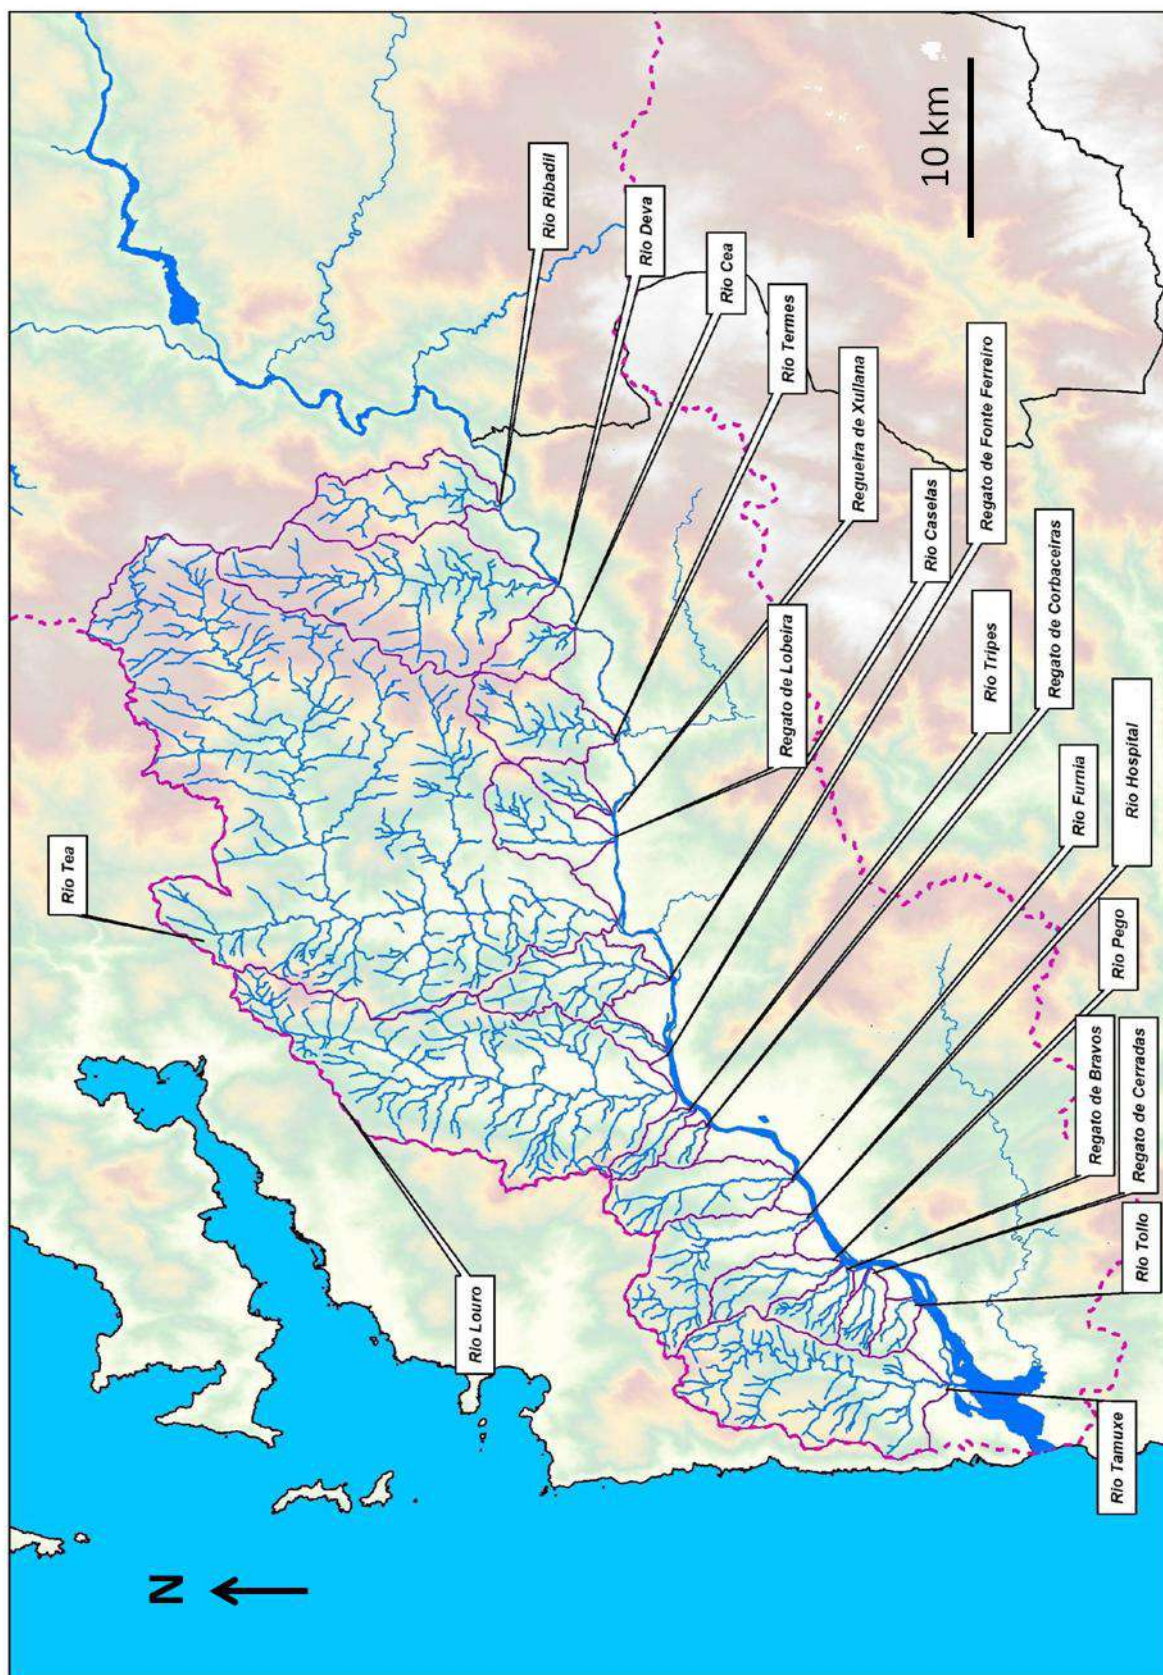 Rio Tea
Rio Louro
N
Rio Ribadil
Rio Deva
Rio Cea
Rio Termes
Regueira de Xullana
Regato de Lobeira
Rio Caselas
Regato de Fonte Ferreiro
Rio Tripes
Regato de Corbaceiras
Rio Furnia
Rio Hospital
Rio Pego
Regato de Bravos
Regato de Cerradas
Rio Tollo
Rio Tamuxe
10 km